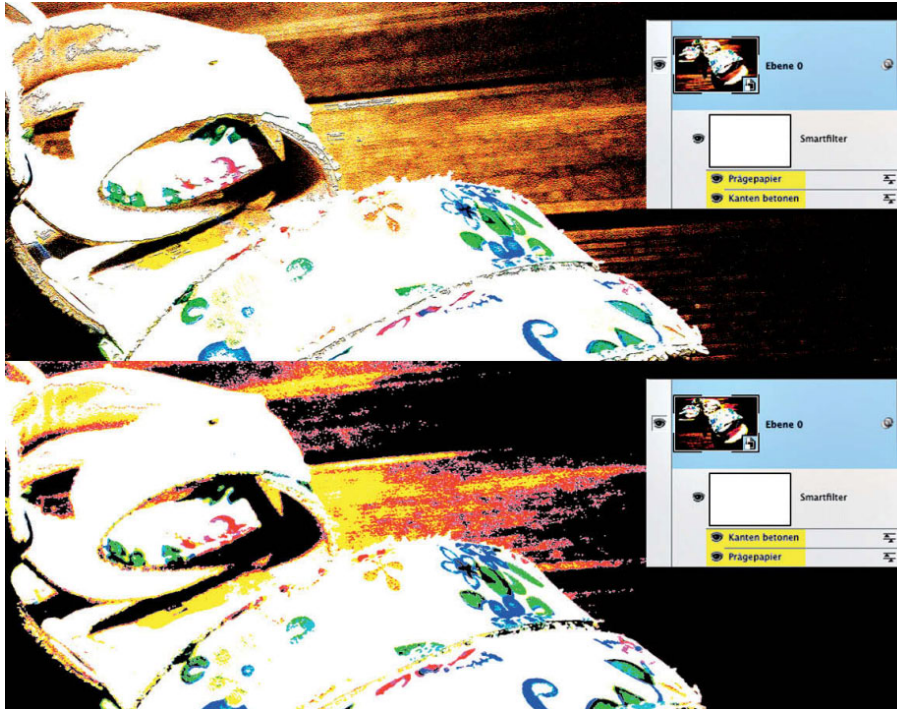 Ebene 0
Smartfilter
Prägepapier
Kanten betonen
Ebene 0
Smartfilter
Kanten betonen
Prägepapier